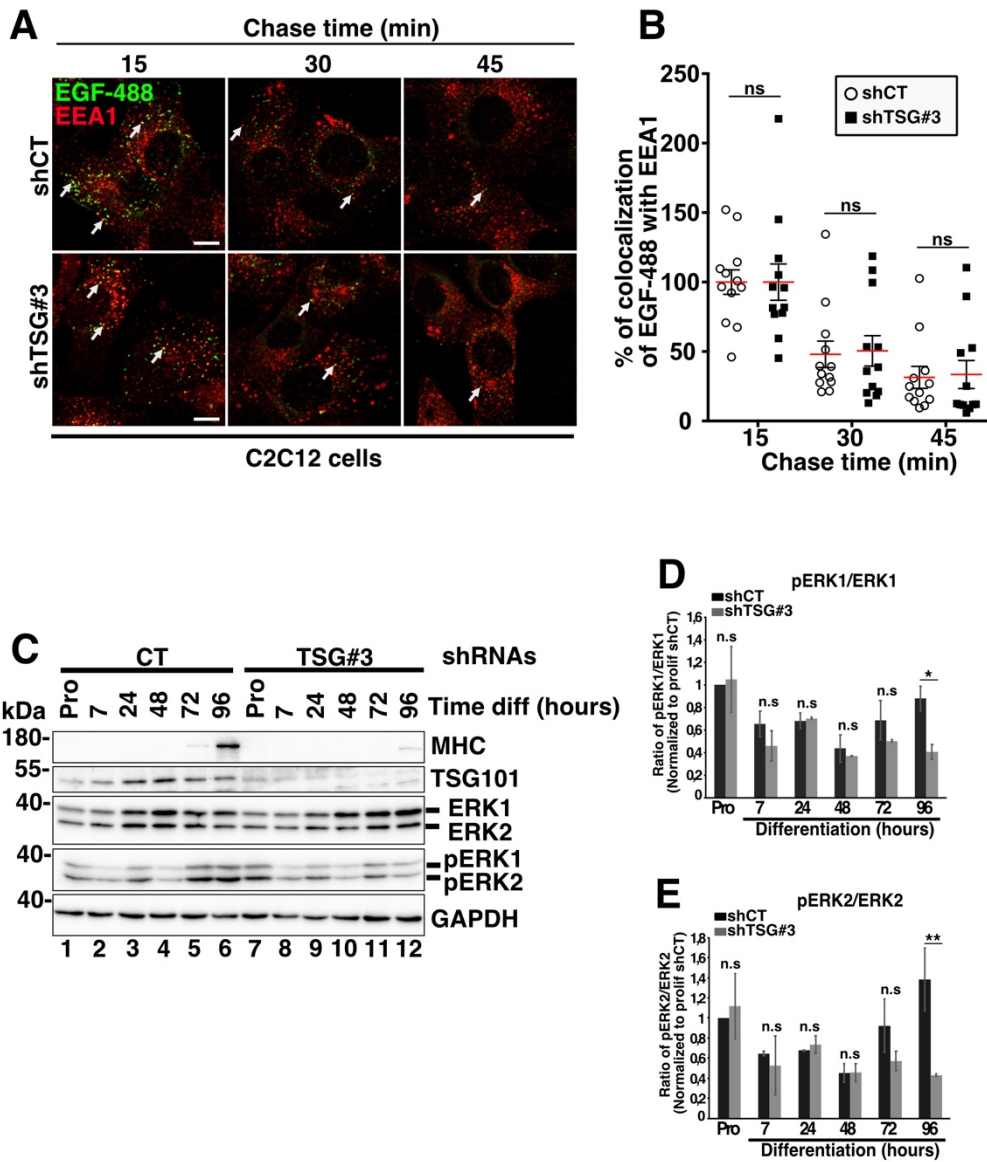 A
Chase time (min)
15 30 45
EGF-488
EEA1
shCT
shTSG#3
C2C12 cells
B
% of colocalization
of EGF-488 with EEA1
250
200
150
100
50
0
ns
ns
ns
shCT
shTSG#3
15 30 45
Chase time (min)
C
CT TSG#3 shRNAs
kDa Pro 7 24 48 72 96 Pro 7 24 48 72 96 Time diff (hours)
180- MHC
55- TSG101
40- ERK1
ERK2
40- pERK1
pERK2
40- GAPDH
1 2 3 4 5 6 7 8 9 10 11 12
D
pERK1/ERK1
shCT
shTSG#3
Ratio of pERK1/ERK1
(Normalized to prolif shCT)
1,6
1,4
1,2
1
0,8
0,6
0,4
0,2
0
n.s
n.s
n.s
n.s
n.s
*
Pro 7 24 48 72 96
Differentiation (hours)
E
pERK2/ERK2
shCT
shTSG#3
Ratio of pERK2/ERK2
(Normalized to prolif shCT)
1,8
1,6
1,4
1,2
1
0,8
0,6
0,4
0,2
0
n.s
n.s
n.s
n.s
n.s
**
Pro 7 24 48 72 96
Differentiation (hours)